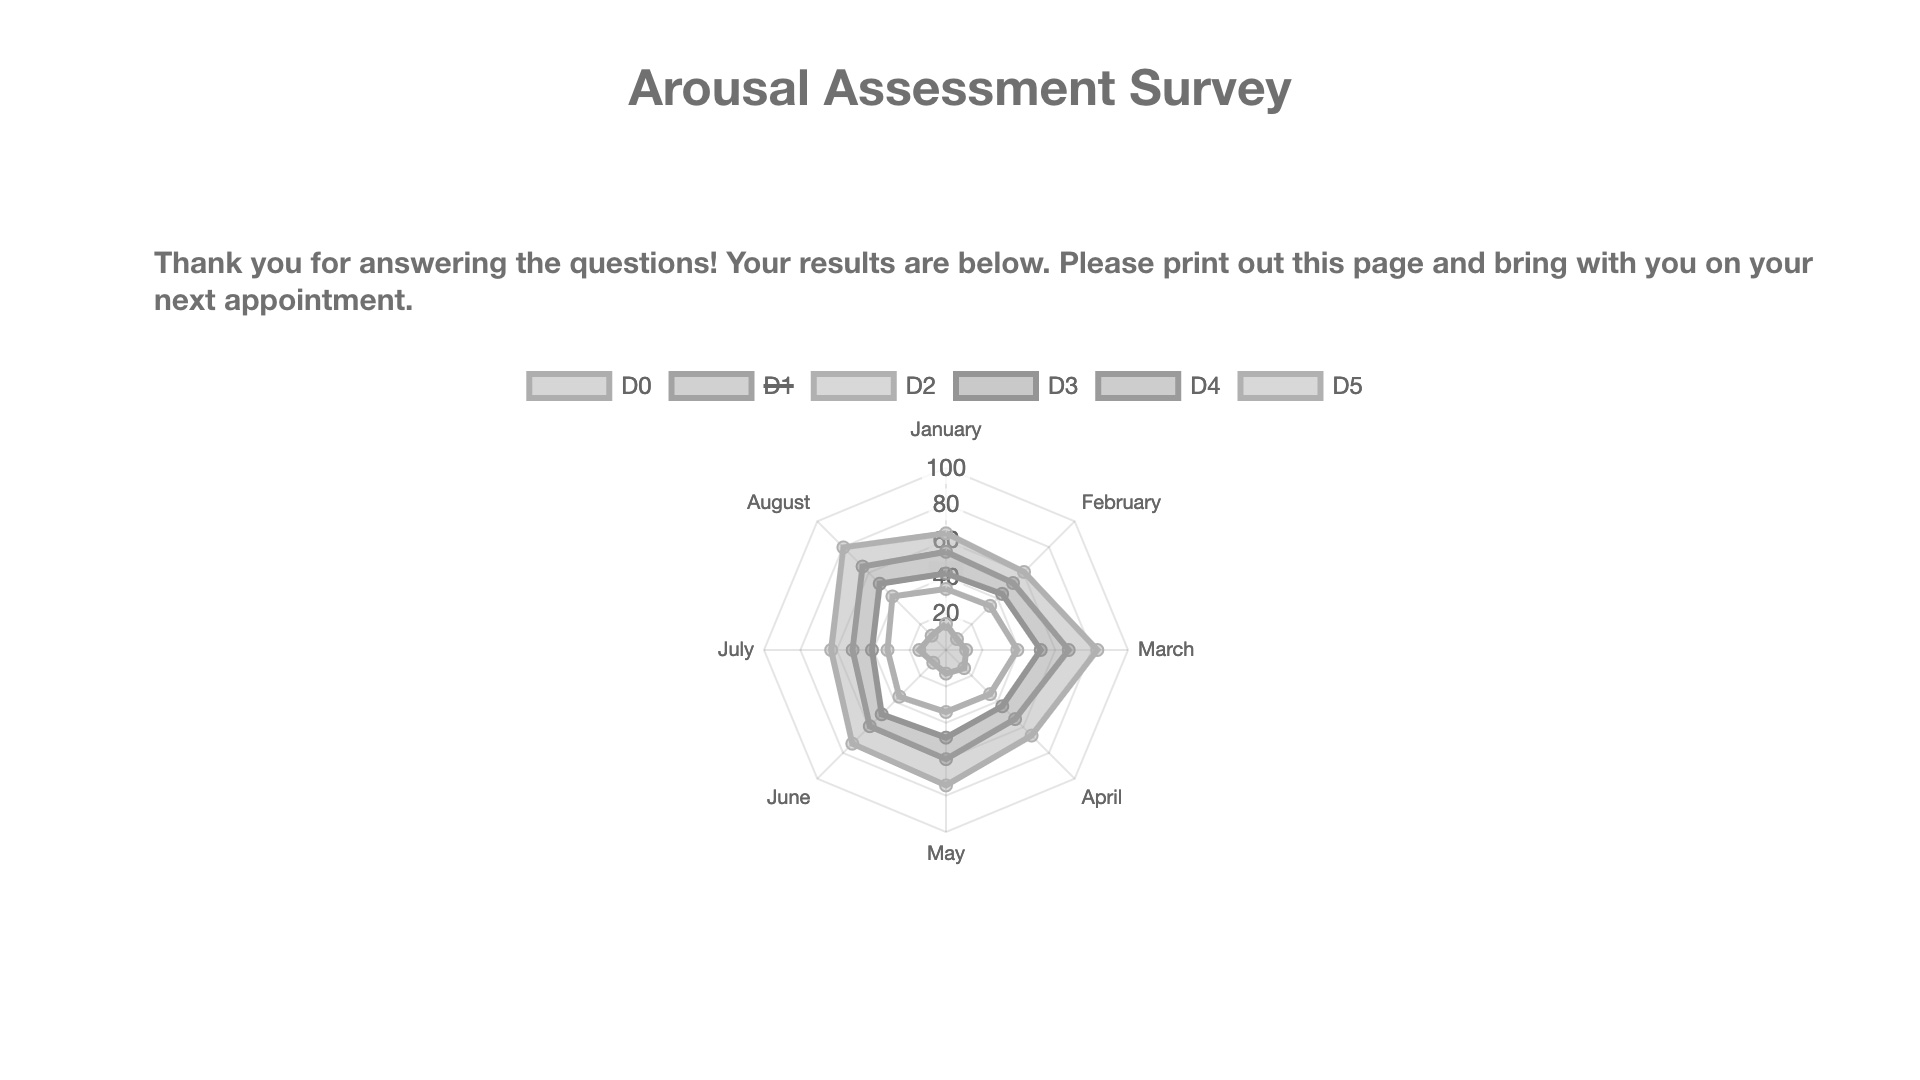 Arousal Assessment Survey
Thank you for answering the questions! Your results are below. Please print out this page and bring with you on your
next appointment.
D0 D1 D2 D3 D4 D5
January
100
August
February
80
60
40
20
July
March
June
April
May